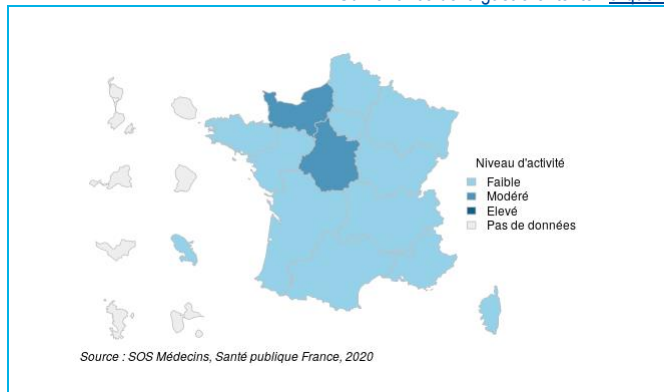 Niveau d'activité
Faible
Modéré
Elevé
Pas de données
Source : SOS Médecins, Santé publique France, 2020